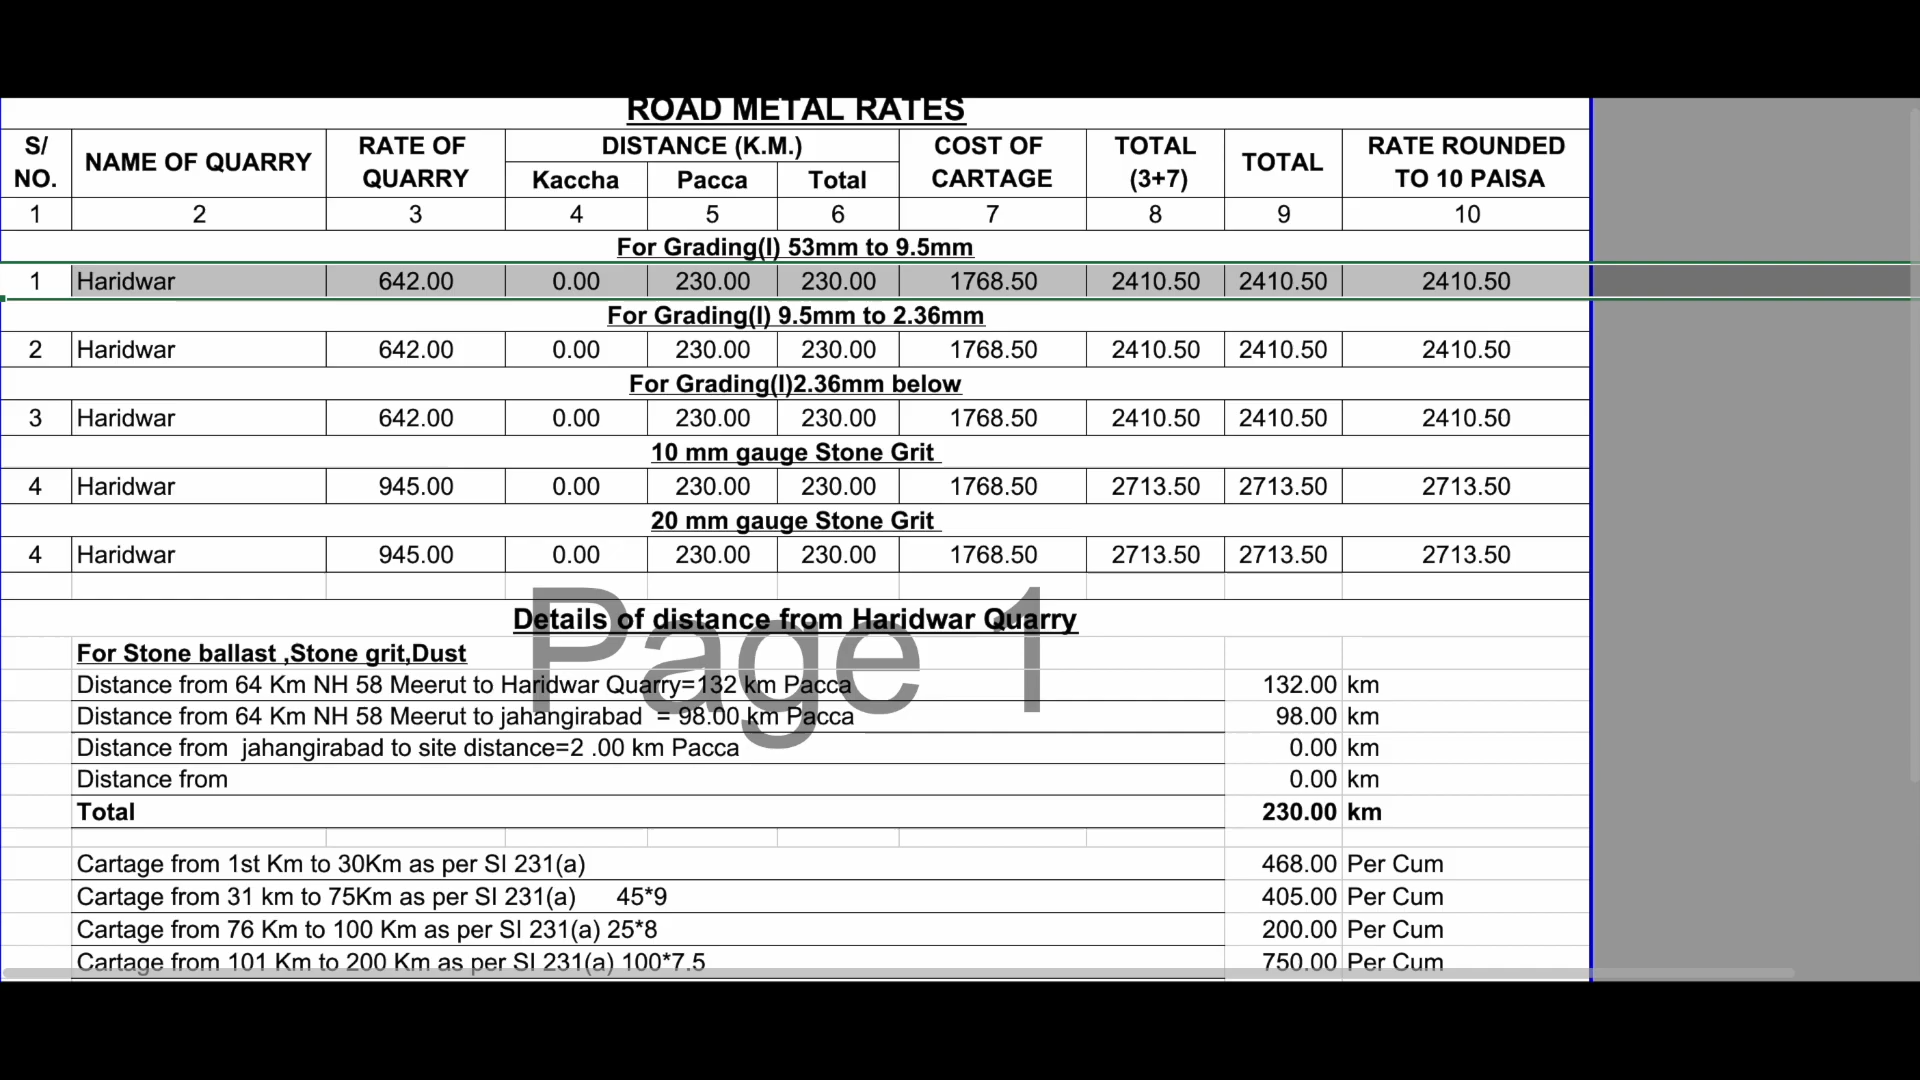 ROAD METAL RATES
S/ NO. NAME OF QUARRY RATE OF QUARRY DISTANCE (K.M.) COST OF CARTAGE TOTAL (3+7) TOTAL RATE ROUNDED TO 10 PAISA
Kaccha Pacca Total
1 2 3 4 5 6 7 8 9 10
For Grading(I) 53mm to 9.5mm
1 Haridwar 642.00 0.00 230.00 230.00 1768.50 2410.50 2410.50 2410.50
For Grading(I) 9.5mm to 2.36mm
2 Haridwar 642.00 0.00 230.00 230.00 1768.50 2410.50 2410.50 2410.50
For Grading(I)2.36mm below
3 Haridwar 642.00 0.00 230.00 230.00 1768.50 2410.50 2410.50 2410.50
10 mm gauge Stone Grit
4 Haridwar 945.00 0.00 230.00 230.00 1768.50 2713.50 2713.50 2713.50
20 mm gauge Stone Grit
4 Haridwar 945.00 0.00 230.00 230.00 1768.50 2713.50 2713.50 2713.50
Page 1
Details of distance from Haridwar Quarry
For Stone ballast ,Stone grit,Dust
Distance from 64 Km NH 58 Meerut to Haridwar Quarry=132 km Pacca 132.00 km
Distance from 64 Km NH 58 Meerut to jahangirabad = 98.00 km Pacca 98.00 km
Distance from jahangirabad to site distance=2 .00 km Pacca 0.00 km
Distance from 0.00 km
Total 230.00 km
Cartage from 1st Km to 30Km as per SI 231(a) 468.00 Per Cum
Cartage from 31 km to 75Km as per SI 231(a) 45*9 405.00 Per Cum
Cartage from 76 Km to 100 Km as per SI 231(a) 25*8 200.00 Per Cum
Cartage from 101 Km to 200 Km as per SI 231(a) 100*7.5 750.00 Per Cum